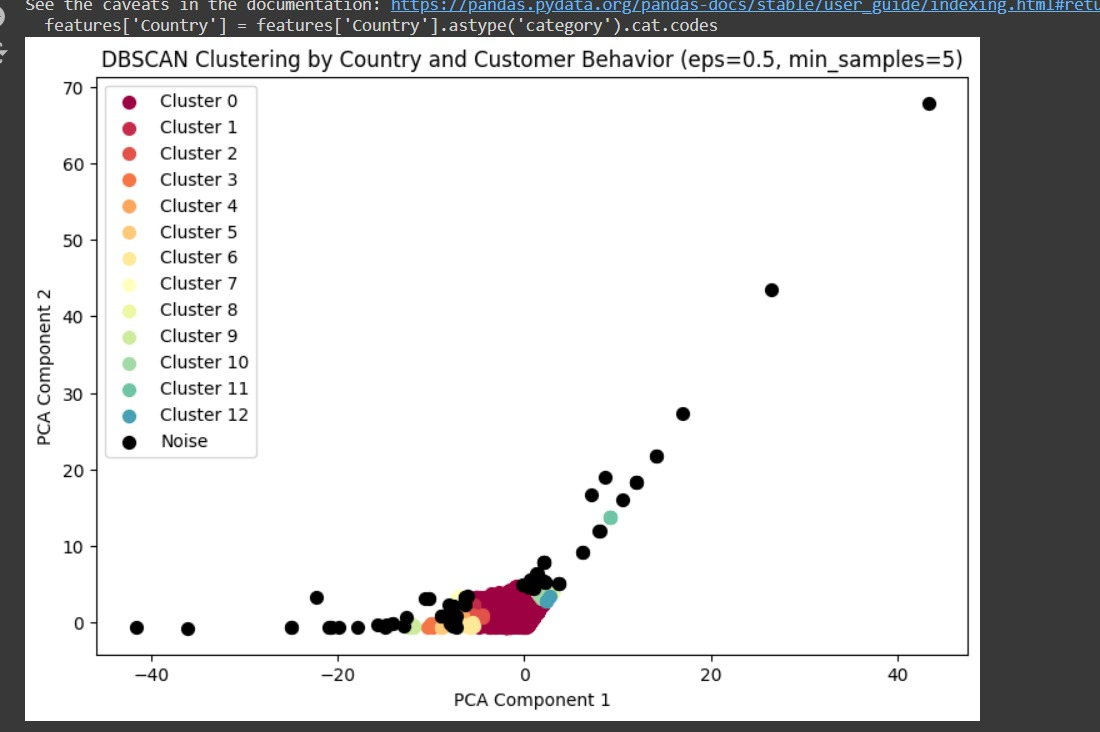 See the caveats in the documentation: https://pandas.pydata.org/pandas-docs/stable/user_guide/indexing.html#retu
features['Country'] = features['Country'].astype('category').cat.codes
DBSCAN Clustering by Country and Customer Behavior (eps=0.5, min_samples=5)
Cluster 0
Cluster 1
Cluster 2
Cluster 3
Cluster 4
Cluster 5
Cluster 6
Cluster 7
Cluster 8
Cluster 9
Cluster 10
Cluster 11
Cluster 12
Noise
PCA Component 2
70
60
50
40
30
20
10
0
−40
−20
0
20
40
PCA Component 1